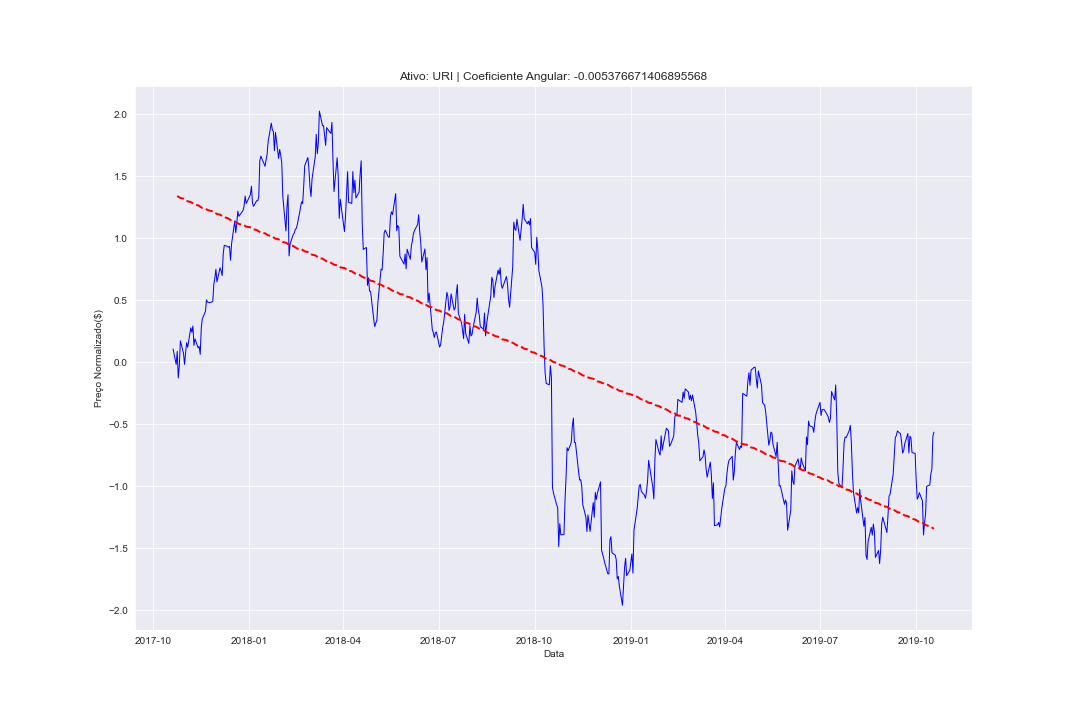 Ativo: URI | Coeficiente Angular: -0.005376671406895568
2.0
1.5
1.0
0.5
0.0
−0.5
−1.0
−1.5
−2.0
Preço Normalizado($)
2017-10 2018-01 2018-04 2018-07 2018-10 2019-01 2019-04 2019-07 2019-10
Data